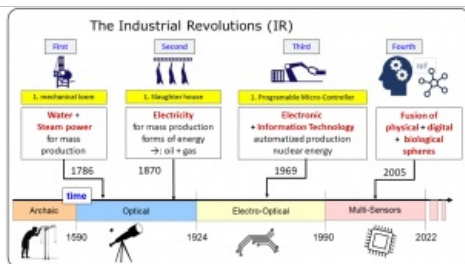 The Industrial Revolutions (IR)
First
Second
Third
Fourth
IoT
1. mechanical loom
1. Slaughter house
1. Programable Micro-Controller
Water +
Steam power
for mass
production
Electricity
for mass production
forms of energy
→: oil + gas
Electronic
+ Information Technology
automatized production
nuclear energy
Fusion of
physical + digital
+ biological
spheres
1786
1870
1969
2005
time
Archaic
Optical
Electro-Optical
Multi-Sensors
1590
1924
1990
2022